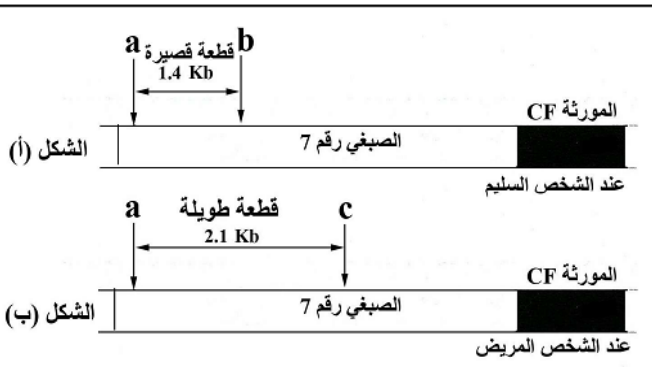 a قطعة قصيرة b
1.4 Kb
المورثة CF
الشكل (أ)
الصبغي رقم 7
عند الشخص السليم
a قطعة طويلة c
2.1 Kb
المورثة CF
الشكل (ب)
الصبغي رقم 7
عند الشخص المريض